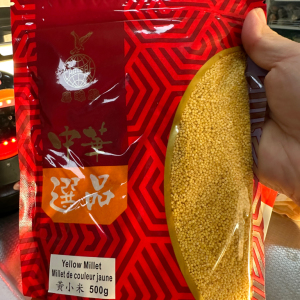 中華
選品
Yellow Millet
Millet de couleur jaune
黃小米 500g